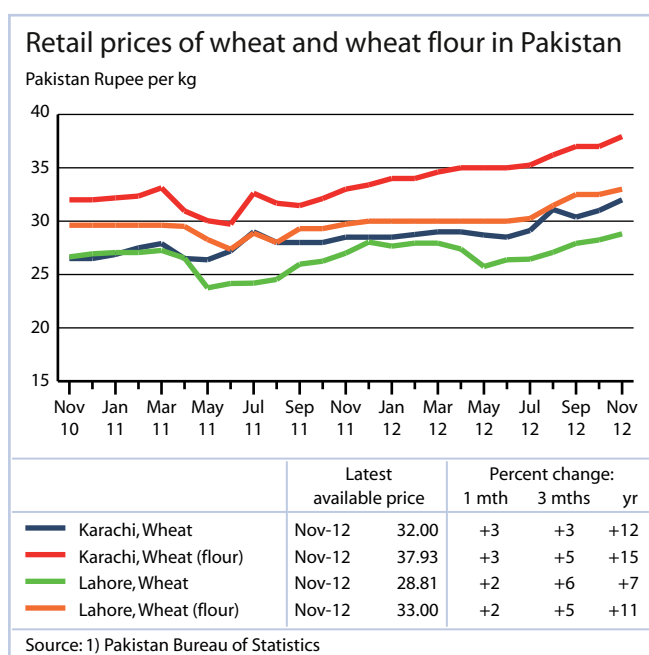 Retail prices of wheat and wheat flour in Pakistan
Pakistan Rupee per kg
40
35
30
25
20
15
Nov Jan Mar May Jul Sep Nov Jan Mar May Jul Sep Nov
10 11 11 11 11 11 11 12 12 12 12 12 12
Latest Percent change:
available price 1 mth 3 mths yr
Karachi, Wheat Nov-12 32.00 +3 +3 +12
Karachi, Wheat (flour) Nov-12 37.93 +3 +5 +15
Lahore, Wheat Nov-12 28.81 +2 +6 +7
Lahore, Wheat (flour) Nov-12 33.00 +2 +5 +11
Source: 1) Pakistan Bureau of Statistics